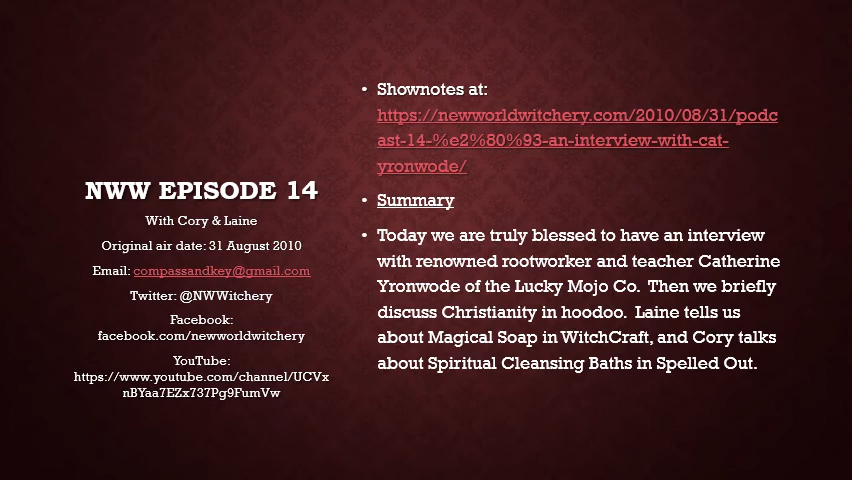 NWW EPISODE 14
With Cory & Laine
Original air date: 31 August 2010
Email: compassandkey@gmail.com
Twitter: @NWWitchery
Facebook:
facebook.com/newworldwitchery
YouTube:
https://www.youtube.com/channel/UCVx
nBYaa7EZx737Pg9FumVw
• Shownotes at:
https://newworldwitchery.com/2010/08/31/podc
ast-14-%e2%80%93-an-interview-with-cat-
yronwode/
• Summary
• Today we are truly blessed to have an interview
with renowned rootworker and teacher Catherine
Yronwode of the Lucky Mojo Co.  Then we briefly
discuss Christianity in hoodoo.  Laine tells us
about Magical Soap in WitchCraft, and Cory talks
about Spiritual Cleansing Baths in Spelled Out.